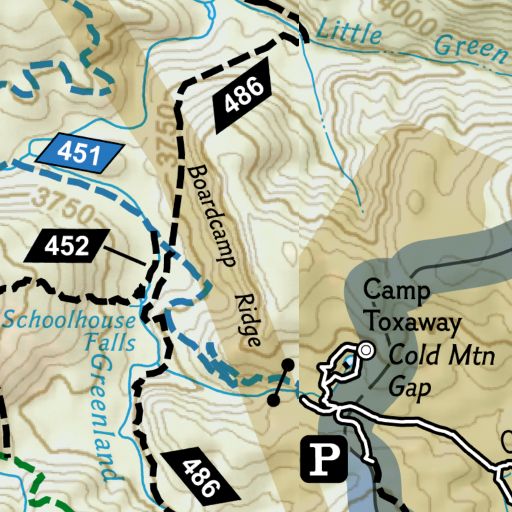 4000
Little Green
486
3750
451
Boardcamp
Ridge
3750
452
Camp
Toxaway
Schoolhouse
Falls
Cold Mtn
Gap
Greenland
P
486